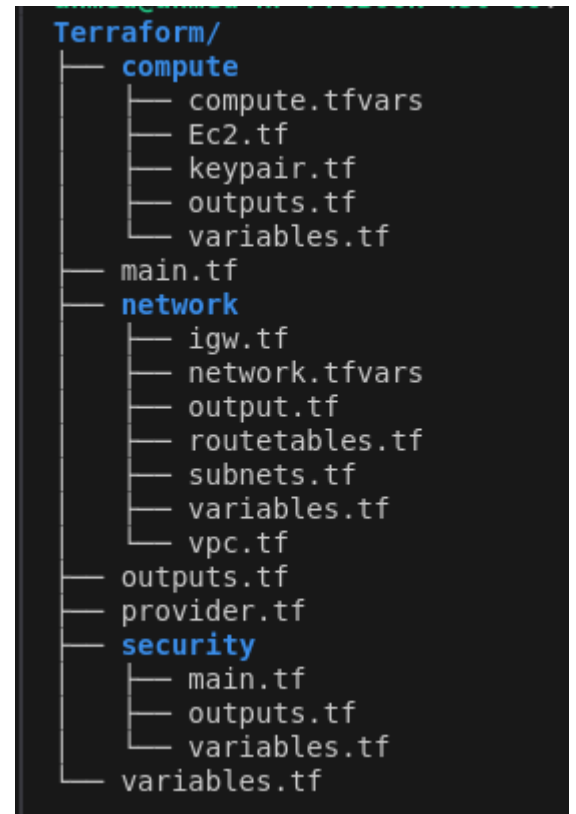 Terraform/
├── compute
│   ├── compute.tfvars
│   ├── Ec2.tf
│   ├── keypair.tf
│   ├── outputs.tf
│   └── variables.tf
├── main.tf
├── network
│   ├── igw.tf
│   ├── network.tfvars
│   ├── output.tf
│   ├── routetables.tf
│   ├── subnets.tf
│   ├── variables.tf
│   └── vpc.tf
├── outputs.tf
├── provider.tf
├── security
│   ├── main.tf
│   ├── outputs.tf
│   └── variables.tf
└── variables.tf